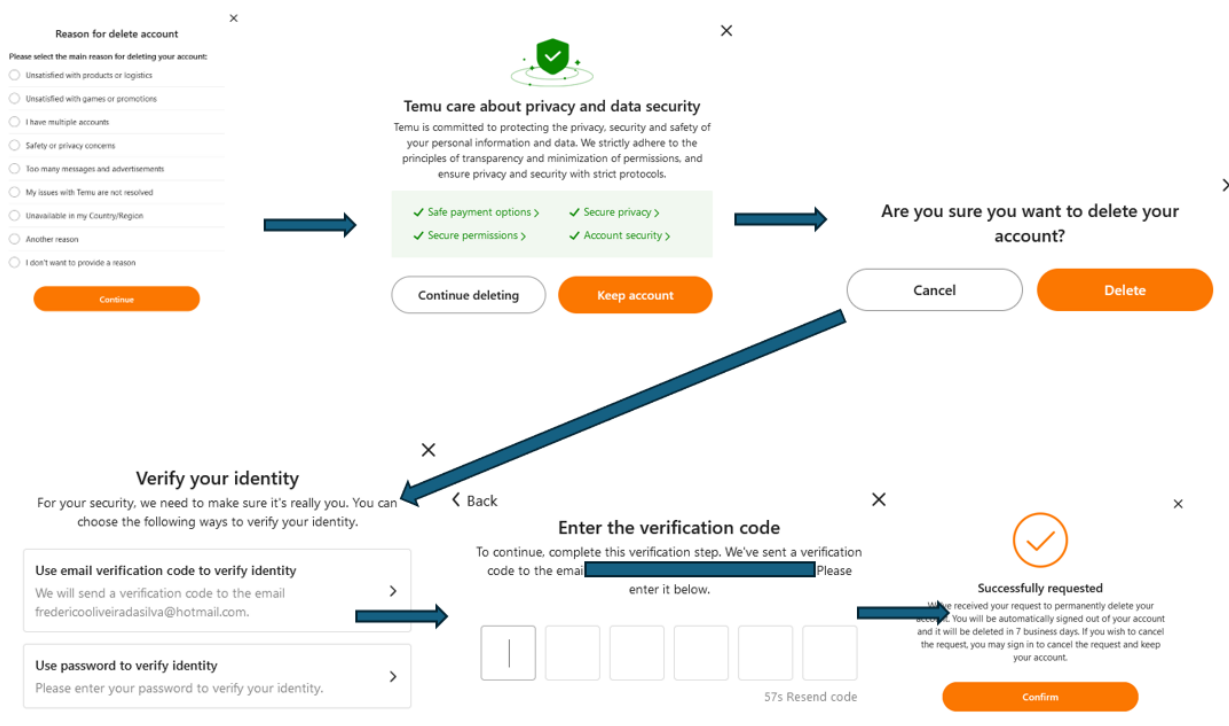 Reason for delete account
Please select the main reason for deleting your account:
Unsatisfied with products or logistics
Unsatisfied with games or promotions
I have multiple accounts
Safety or privacy concerns
Too many messages and advertisements
My issues with Temu are not resolved
Unavailable in my Country/Region
Another reason
I don't want to provide a reason
Continue
Temu care about privacy and data security
Temu is committed to protecting the privacy, security and safety of
your personal information and data. We strictly adhere to the
principles of transparency and minimization of permissions, and
ensure privacy and security with strict protocols.
Safe payment options
Secure privacy
Secure permissions
Account security
Continue deleting
Keep account
Are you sure you want to delete your
account?
Cancel
Delete
Verify your identity
For your security, we need to make sure it's really you. You can
choose the following ways to verify your identity.
Use email verification code to verify identity
We will send a verification code to the email
fredericooliveiradasilva@hotmail.com.
Use password to verify identity
Please enter your password to verify your identity.
Back
Enter the verification code
To continue, complete this verification step. We've sent a verification
code to the emai Please
enter it below.
57s Resend code
Successfully requested
received your request to permanently delete your
You will be automatically signed out of your account
and it will be deleted in 7 business days. If you wish to cancel
the request, you may sign in to cancel the request and keep
your account.
Confirm